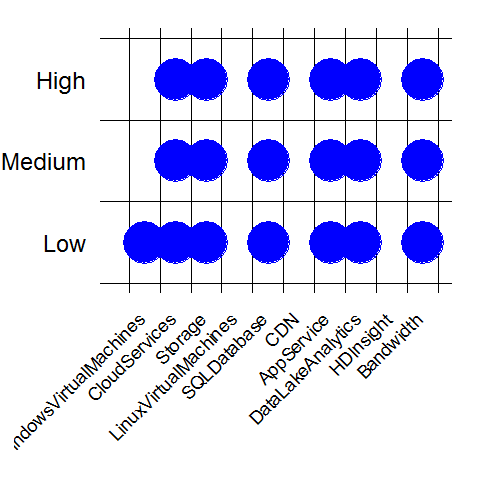 High
Medium
Low
ndowsVirtualMachines
CloudServices
Storage
LinuxVirtualMachines
SQLDatabase
CDN
AppService
DataLakeAnalytics
HDInsight
Bandwidth